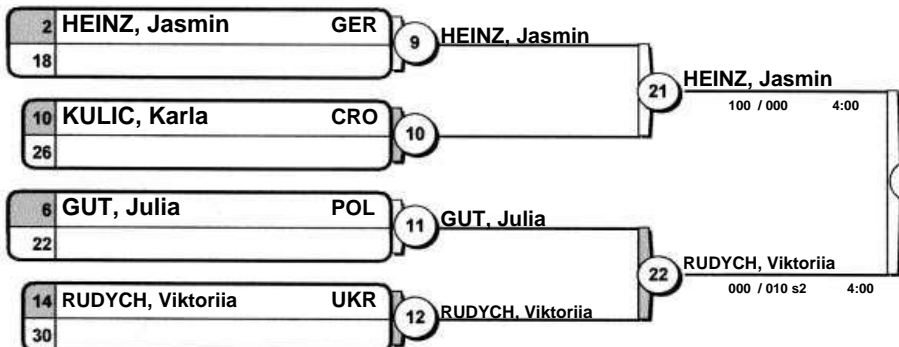 2 HEINZ, Jasmin GER
18
9 HEINZ, Jasmin
10 KULIC, Karla CRO
26
10
21 HEINZ, Jasmin
100 / 000 4:00
6 GUT, Julia POL
22
11 GUT, Julia
14 RUDYCH, Viktoriia UKR
30
12 RUDYCH, Viktoriia
22 RUDYCH, Viktoriia
000 / 010 s2 4:00